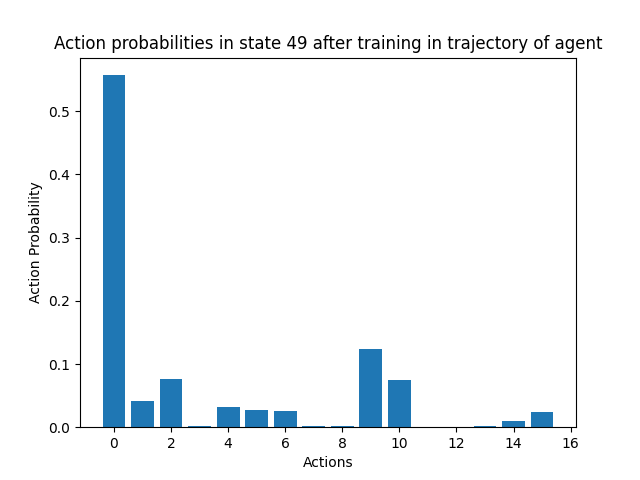 Action probabilities in state 49 after training in trajectory of agent
Action Probability
0.5
0.4
0.3
0.2
0.1
0.0
0 2 4 6 8 10 12 14 16
Actions